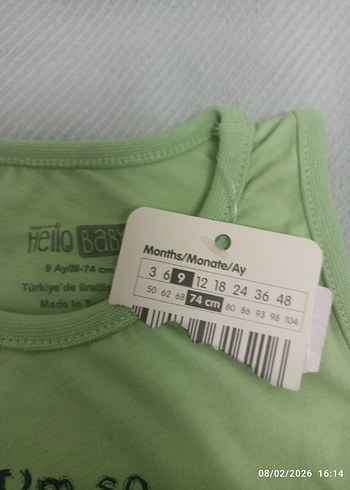 Hello BABY
9 Ay/M-74 cm
Türkiye'de üretilm
Made in Tu
Months/Monate/Ay
3 6 9 12 18 24 36 48
50 62 68 74 cm 80 86 93 98 104
I'm so
08/02/2026 16:14